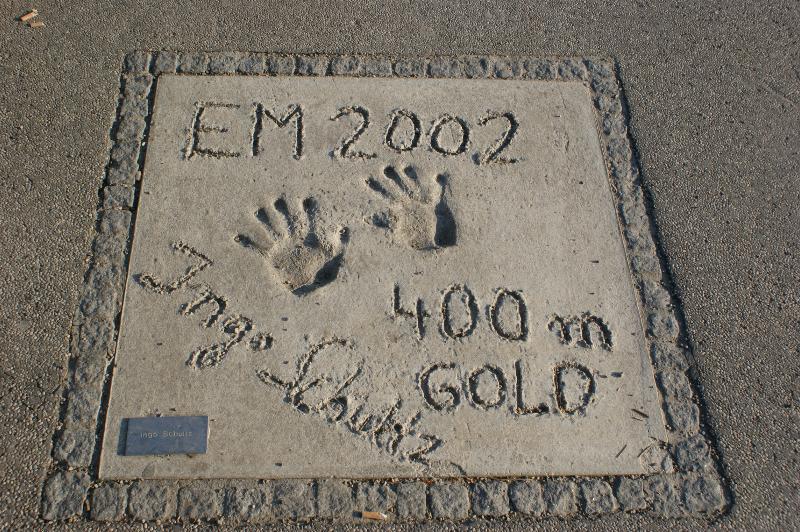 EM 2002
400 m
GOLD
Ingo
Schultz
Ingo Schultz